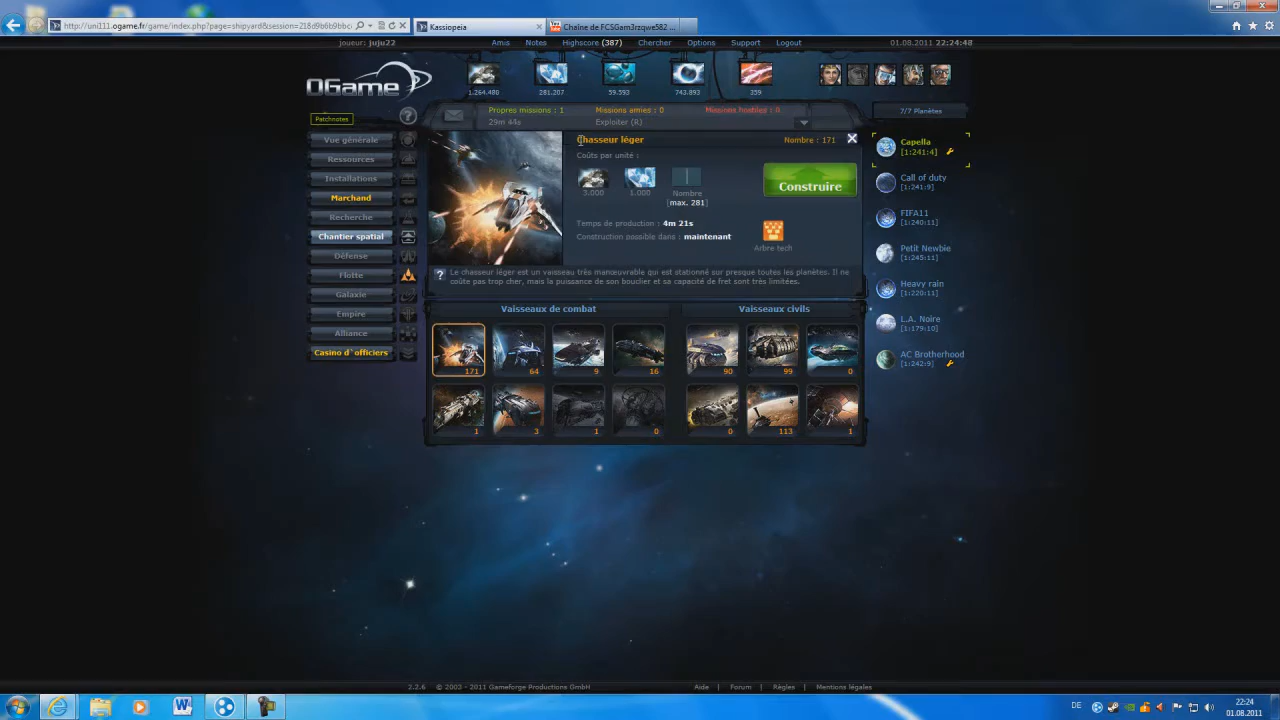 http://uni111.ogame.fr/game/index.php?page=shipyard&session=218d9b6b9bbc
Kassiopeia
Chaîne de FCSGam3rzqwe582 ...
joueur: juju22
Amis
Notes
Highscore (387)
Chercher
Options
Support
Logout
01.08.2011 22:24:48
OGame
1.264.480
281.207
59.593
743.893
359
Patchnotes
Propres missions : 1
Missions amies : 0
Missions hostiles : 0
29m 44s
Exploiter (R)
7/7 Planètes
Vue générale
Ressources
Installations
Marchand
Recherche
Chantier spatial
Défense
Flotte
Galaxie
Empire
Alliance
Casino d`officiers
Chasseur léger
Nombre : 171
Coûts par unité :
3.000
1.000
Nombre
[max. 281]
Construire
Temps de production : 4m 21s
Construction possible dans : maintenant
Arbre tech
Le chasseur léger est un vaisseau très manœuvrable qui est stationné sur presque toutes les planètes. Il ne
coûte pas trop cher, mais la puissance de son bouclier et sa capacité de fret sont très limitées.
Vaisseaux de combat
Vaisseaux civils
171
64
9
16
90
99
0
1
3
1
0
0
113
1
Capella
[1:241:4]
Call of duty
[1:241:9]
FIFA11
[1:240:11]
Petit Newbie
[1:245:11]
Heavy rain
[1:220:11]
L.A. Noire
[1:179:10]
AC Brotherhood
[1:242:9]
2.2.6
© 2003 - 2011 Gameforge Productions GmbH
Aide
Forum
Règles
Mentions légales
DE
22:24
01.08.2011